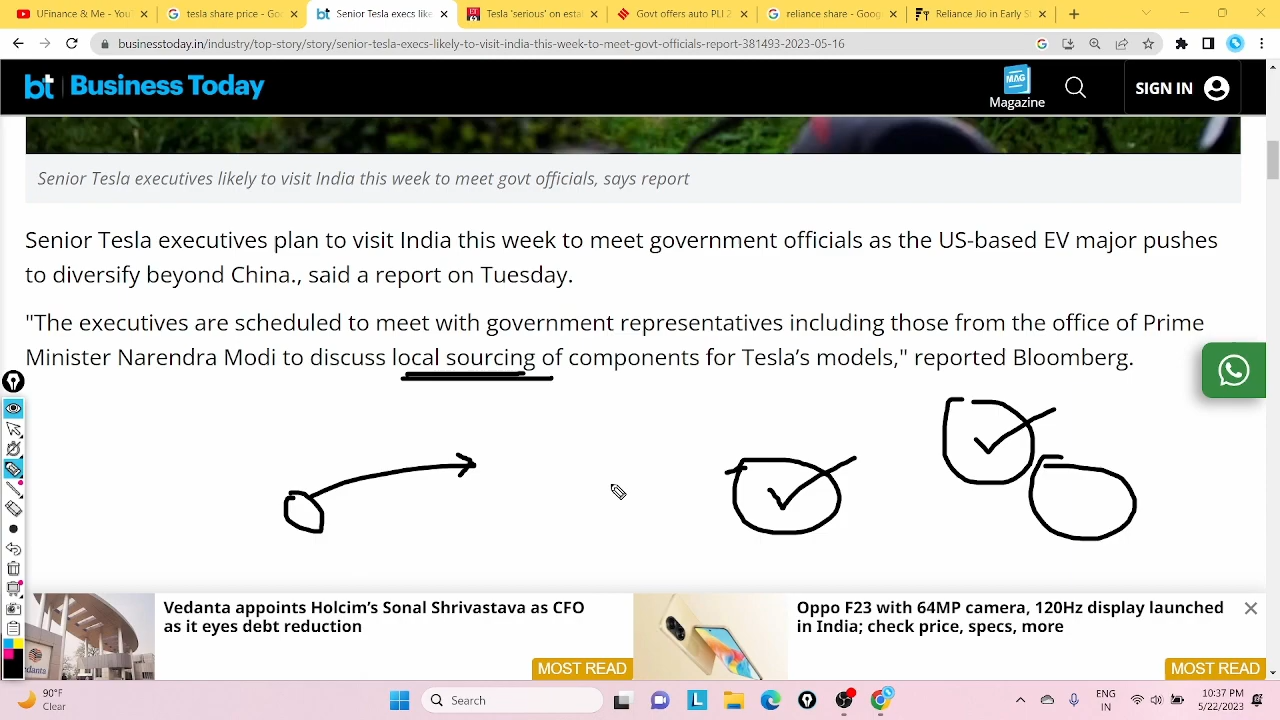 UFinance & Me - You
tesla share price - Goo
Senior Tesla execs like
Tesla 'serious' on estab
Govt offers auto PLI 2
reliance share - Goog
Reliance Jio in Early St
businesstoday.in/industry/top-story/story/senior-tesla-execs-likely-to-visit-india-this-week-to-meet-govt-officials-report-381493-2023-05-16
bt Business Today
MAG
Magazine
SIGN IN
Senior Tesla executives likely to visit India this week to meet govt officials, says report
Senior Tesla executives plan to visit India this week to meet government officials as the US-based EV major pushes
to diversify beyond China., said a report on Tuesday.
"The executives are scheduled to meet with government representatives including those from the office of Prime
Minister Narendra Modi to discuss local sourcing of components for Tesla's models," reported Bloomberg.
Vedanta appoints Holcim's Sonal Shrivastava as CFO
as it eyes debt reduction
MOST READ
Oppo F23 with 64MP camera, 120Hz display launched
in India; check price, specs, more
MOST READ
90°F
Clear
Search
ENG
IN
10:37 PM
5/22/2023